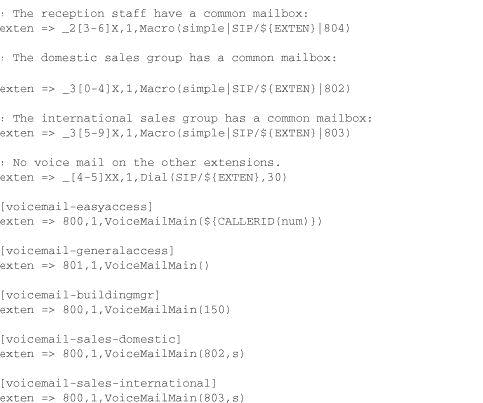 ; The reception staff have a common mailbox:
exten => _2[3-6]X,1,Macro(simple|SIP/${EXTEN}|804)
; The domestic sales group has a common mailbox:
exten => _3[0-4]X,1,Macro(simple|SIP/${EXTEN}|802)
; The international sales group has a common mailbox:
exten => _3[5-9]X,1,Macro(simple|SIP/${EXTEN}|803)
; No voice mail on the other extensions.
exten => _[4-5]XX,1,Dial(SIP/${EXTEN},30)
[voicemail-easyaccess]
exten => 800,1,VoiceMailMain(${CALLERID(num)})
[voicemail-generalaccess]
exten => 801,1,VoiceMailMain()
[voicemail-buildingmgr]
exten => 800,1,VoiceMailMain(150)
[voicemail-sales-domestic]
exten => 800,1,VoiceMailMain(802,s)
[voicemail-sales-international]
exten => 800,1,VoiceMailMain(803,s)